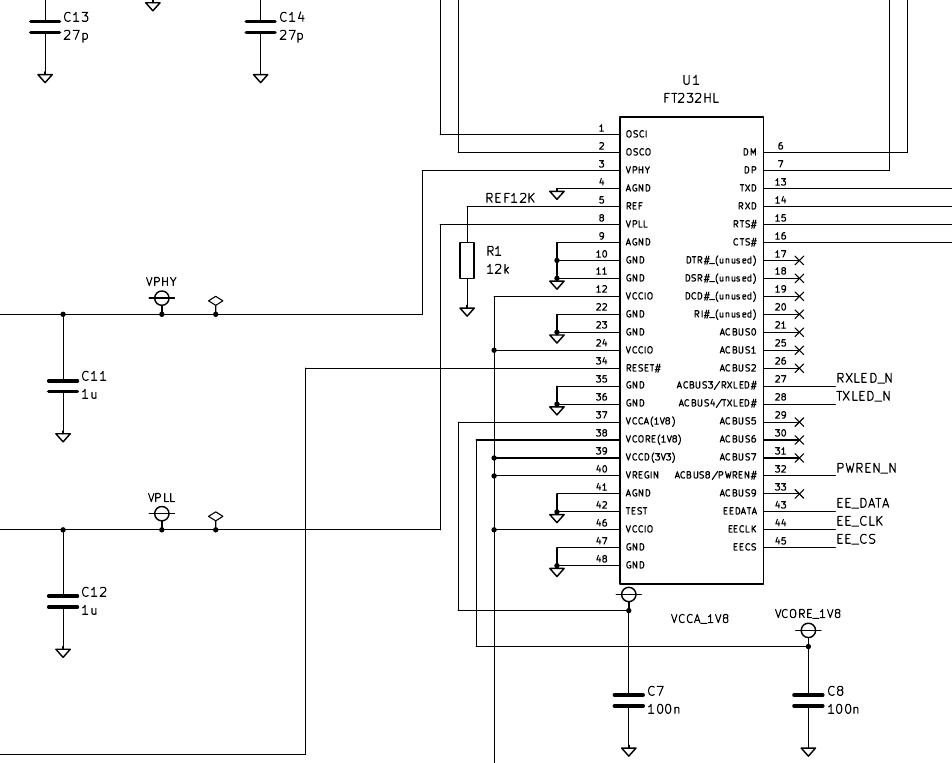 C13
27p
C14
27p
U1
FT232HL
1 OSCI
2 OSCO
3 VPHY
4 AGND
5 REF
8 VPLL
9 AGND
10 GND
11 GND
12 VCCIO
22 GND
23 GND
24 VCCIO
34 RESET#
35 GND
36 GND
37 VCCA(1V8)
38 VCORE(1V8)
39 VCCD(3V3)
40 VREGIN
41 AGND
42 TEST
46 VCCIO
47 GND
48 GND
DM 6
DP 7
TXD 13
RXD 14
RTS# 15
CTS# 16
DTR#_(unused) 17
DSR#_(unused) 18
DCD#_(unused) 19
RI#_(unused) 20
ACBUS0 21
ACBUS1 25
ACBUS2 26
ACBUS3/RXLED# 27 RXLED_N
ACBUS4/TXLED# 28 TXLED_N
ACBUS5 29
ACBUS6 30
ACBUS7 31
ACBUS8/PWREN# 32 PWREN_N
ACBUS9 33
EEDATA 43 EE_DATA
EECLK 44 EE_CLK
EECS 45 EE_CS
REF12K
R1
12k
VPHY
C11
1u
VPLL
C12
1u
VCCA_1V8
VCORE_1V8
C7
100n
C8
100n